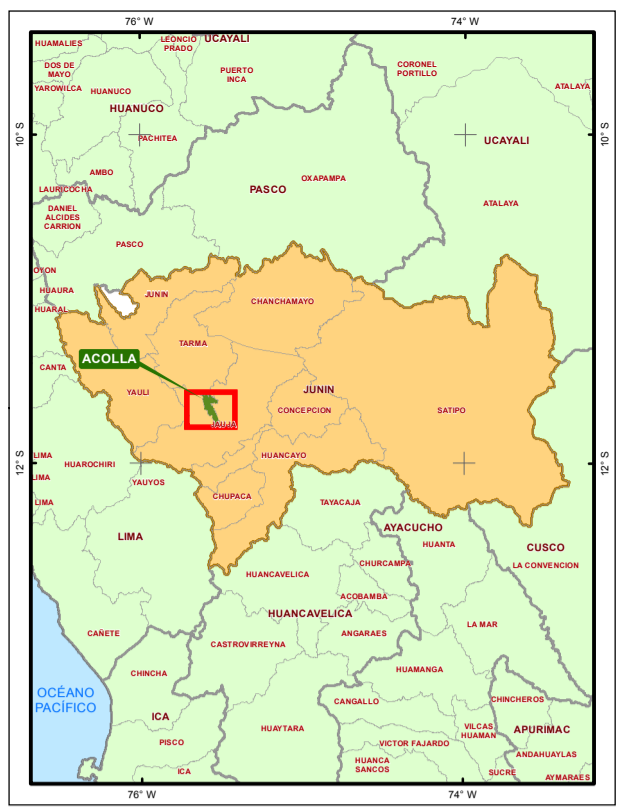 76° W
74° W
HUAMALIES
LEONCIO
PRADO
UCAYALI
DOS DE
MAYO
PUERTO
INCA
CORONEL
PORTILLO
YAROWILCA
HUANUCO
ATALAYA
HUANUCO
10° S
10° S
PACHITEA
UCAYALI
AMBO
LAURICOCHA
PASCO
OXAPAMPA
DANIEL
ALCIDES
CARRION
ATALAYA
PASCO
OYON
HUAURA
JUNIN
CHANCHAMAYO
HUARAL
TARMA
ACOLLA
CANTA
YAULI
JUNIN
CONCEPCION
SATIPO
JAUJA
LIMA
HUAROCHIRI
HUANCAYO
12° S
12° S
LIMA
YAUYOS
CHUPACA
LIMA
TAYACAJA
LIMA
AYACUCHO
HUANTA
CUSCO
CHURCAMPA
LA CONVENCION
HUANCAVELICA
ACOBAMBA
HUANCAVELICA
LA MAR
CAÑETE
ANGARAES
CASTROVIRREYNA
CHINCHA
HUAMANGA
OCÉANO
PACÍFICO
CANGALLO
CHINCHEROS
ICA
HUAYTARA
VILCAS
HUAMAN
APURIMAC
PISCO
VICTOR FAJARDO
ANDAHUAYLAS
HUANCA
SANCOS
ICA
SUCRE
AYMARAES
76° W
74° W